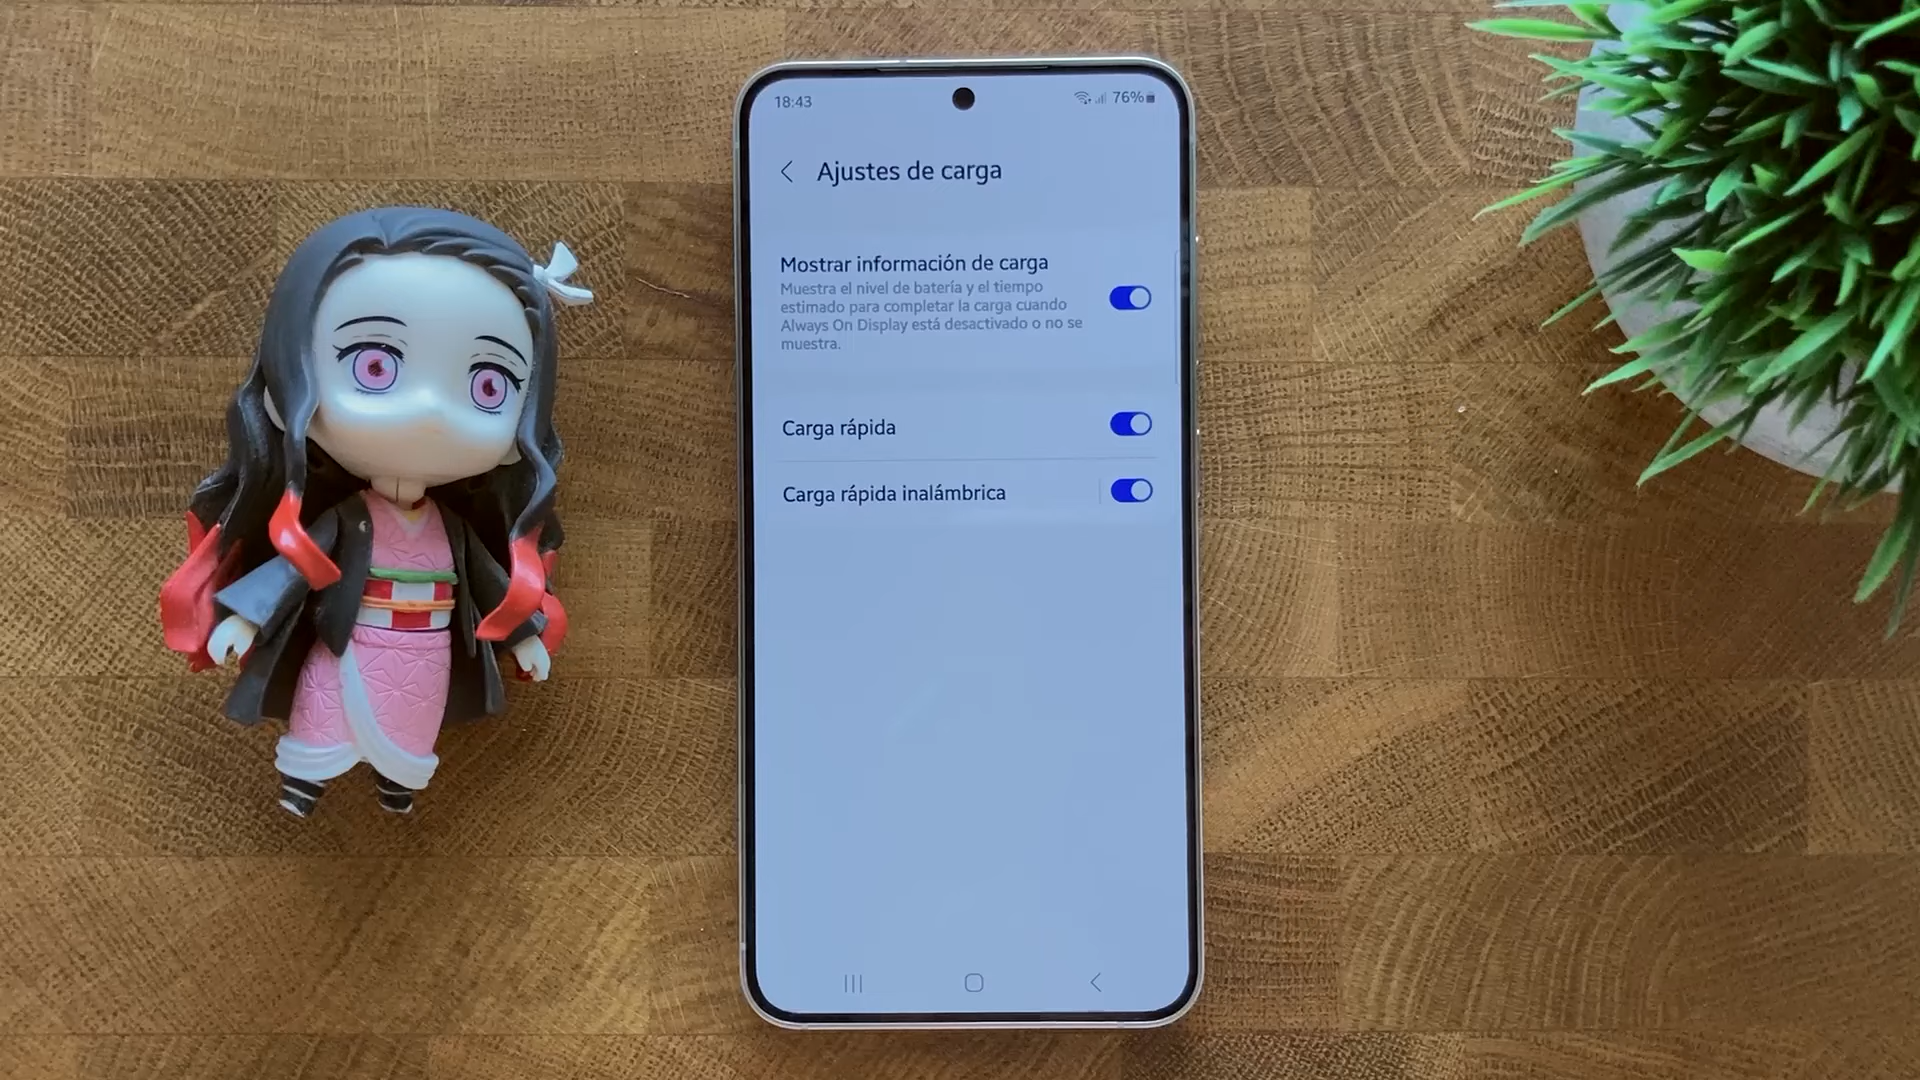 18:43
76%
Ajustes de carga
Mostrar información de carga
Muestra el nivel de batería y el tiempo
estimado para completar la carga cuando
Always On Display está desactivado o no se
muestra.
Carga rápida
Carga rápida inalámbrica